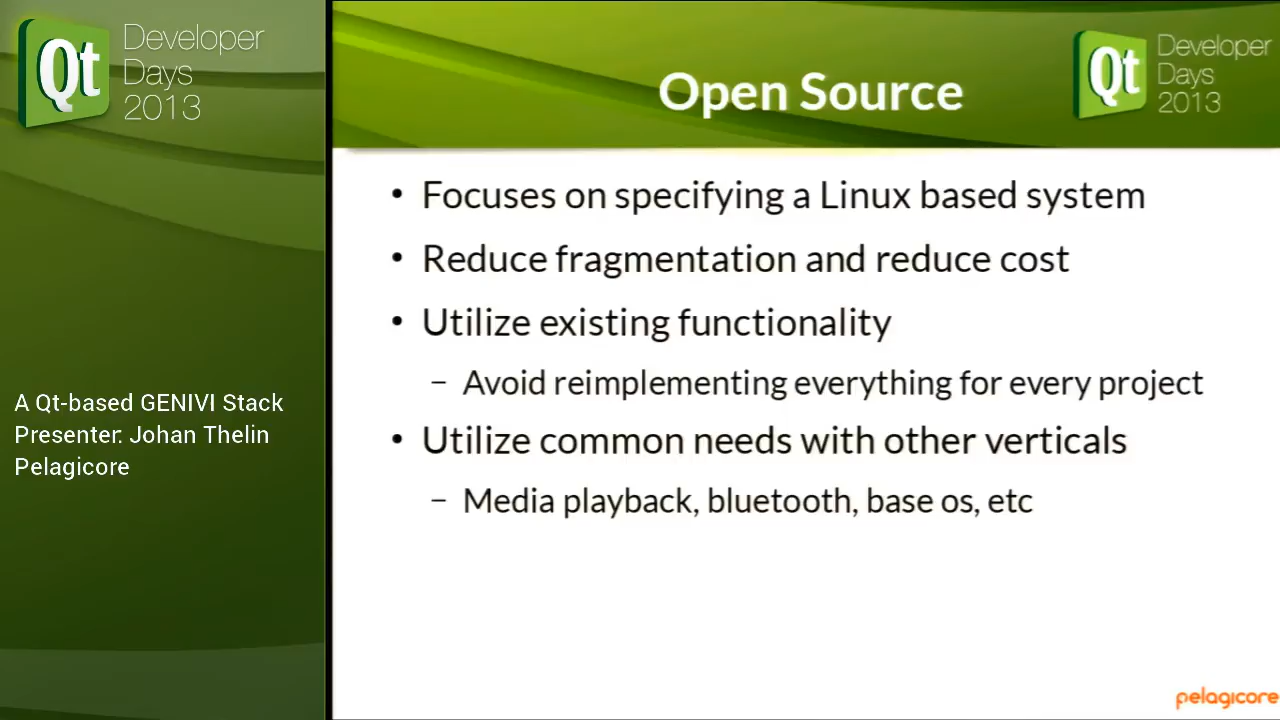 Qt Developer
Days
2013
A Qt-based GENIVI Stack
Presenter: Johan Thelin
Pelagicore
Open Source
Qt Developer
Days
2013
• Focuses on specifying a Linux based system
• Reduce fragmentation and reduce cost
• Utilize existing functionality
– Avoid reimplementing everything for every project
• Utilize common needs with other verticals
– Media playback, bluetooth, base os, etc
pelagicore